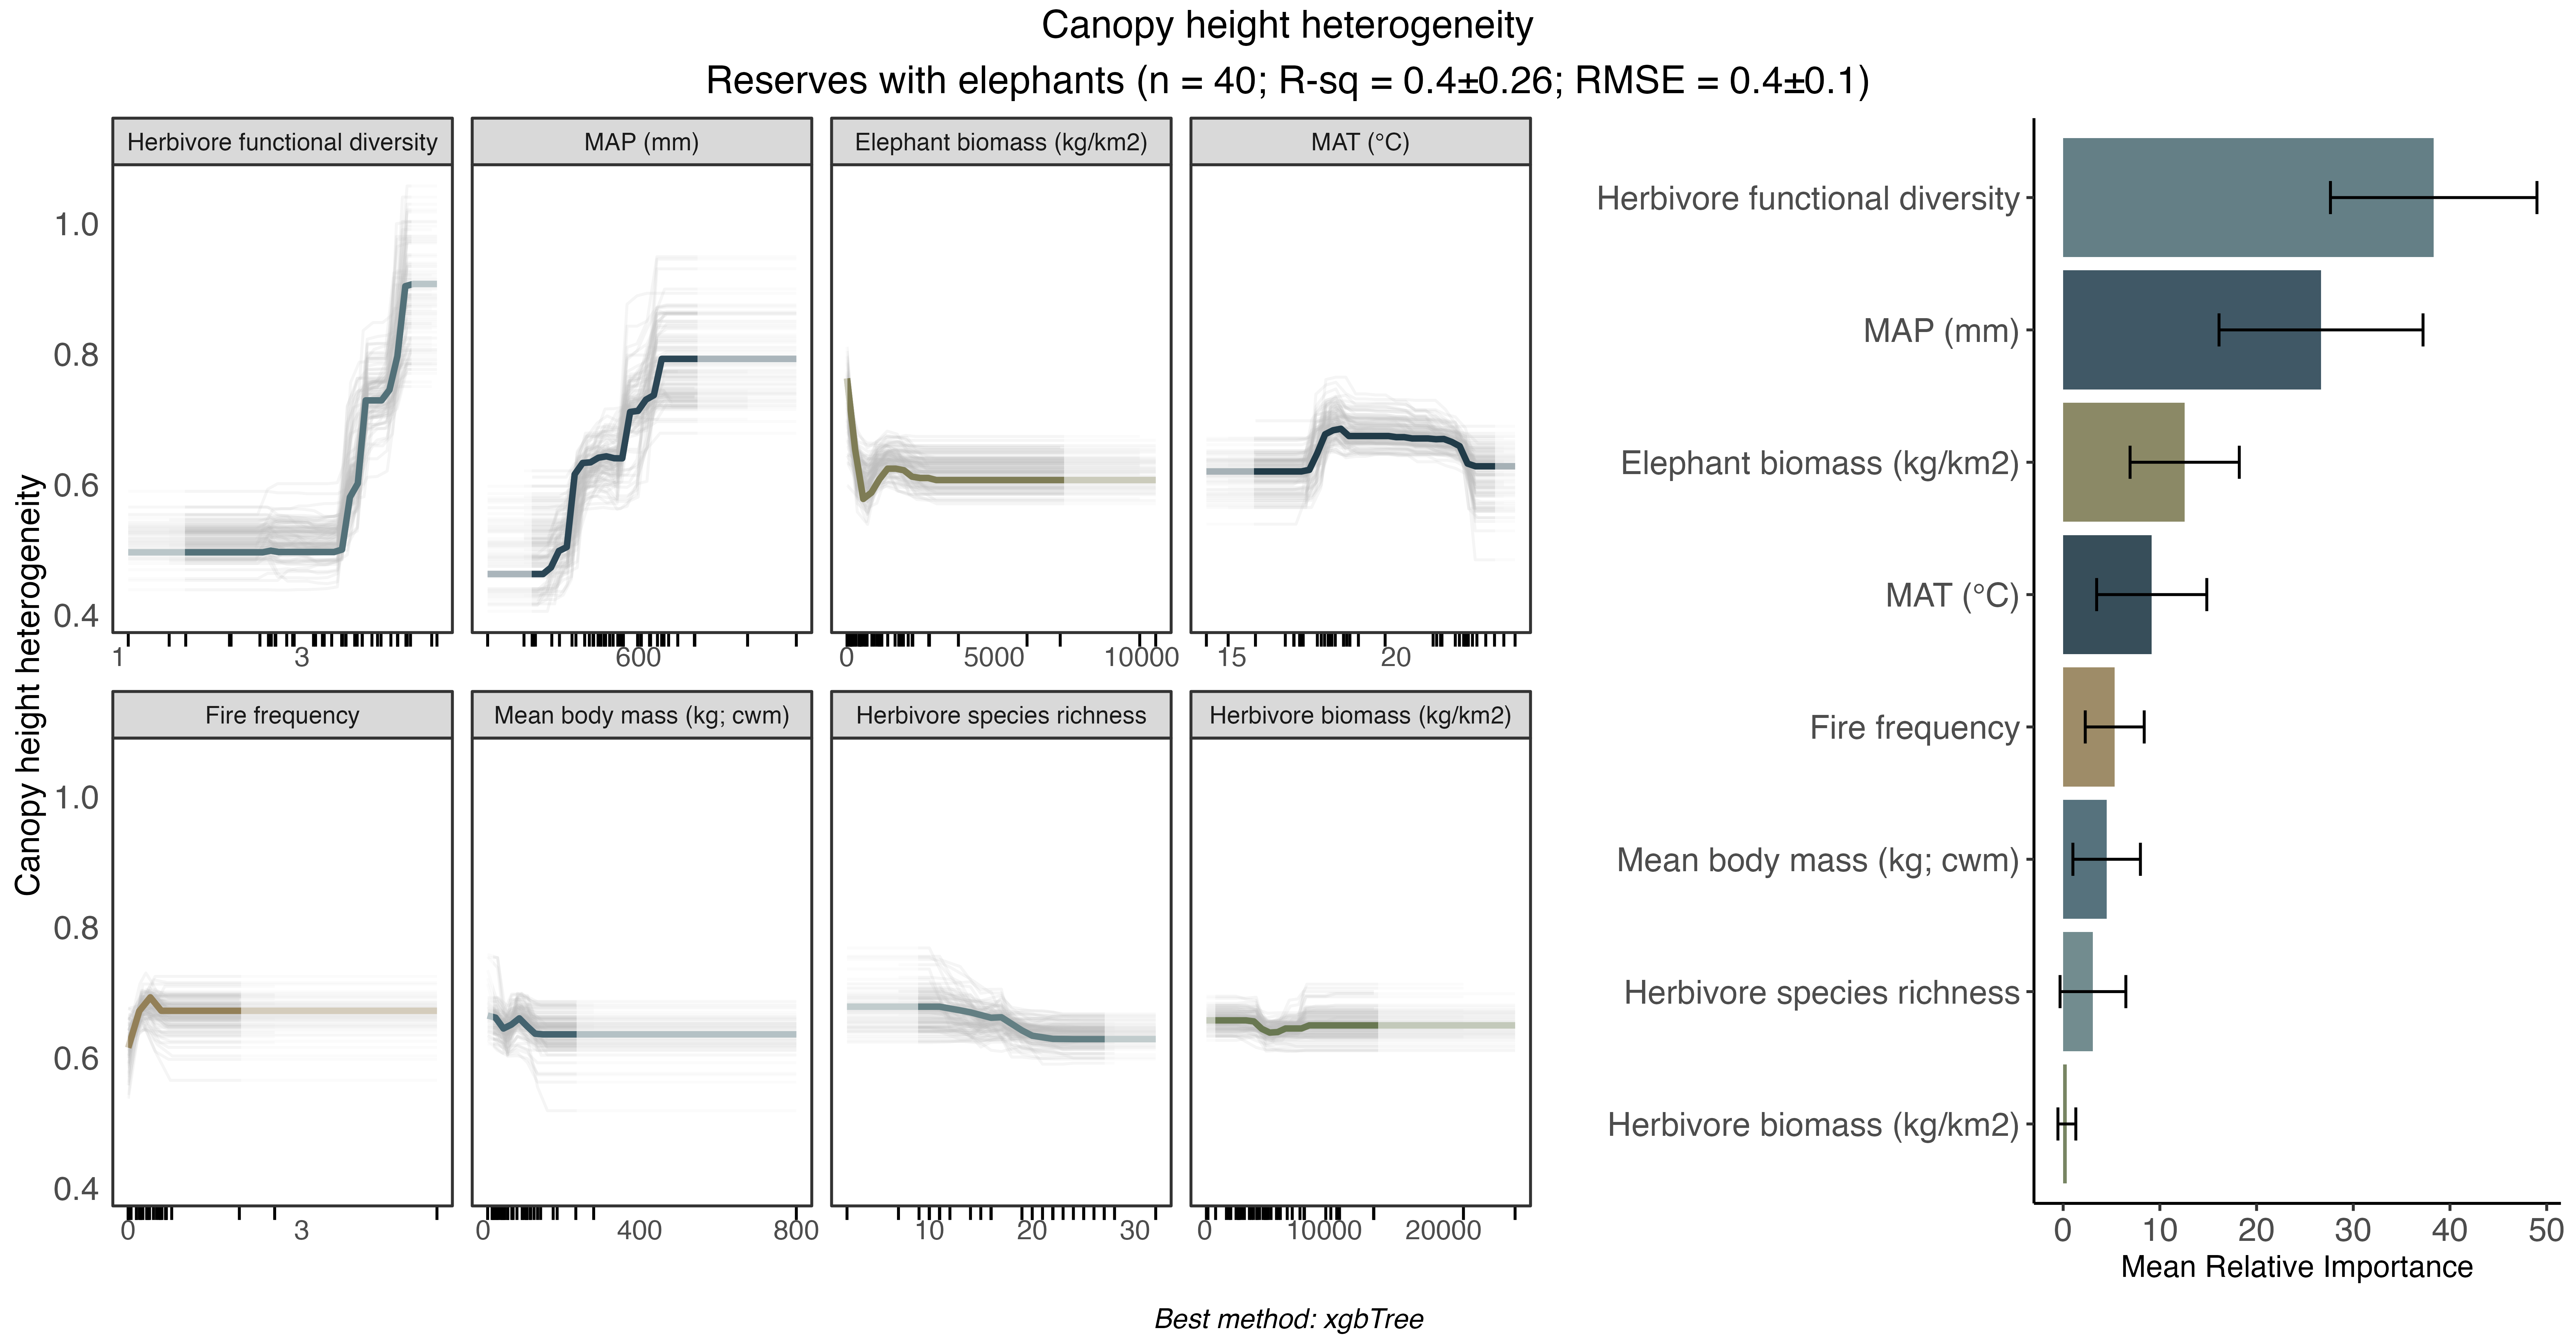 Canopy height heterogeneity
Reserves with elephants (n = 40; R-sq = 0.4±0.26; RMSE = 0.4±0.1)
Herbivore functional diversity
MAP (mm)
Elephant biomass (kg/km2)
MAT (°C)
Canopy height heterogeneity
1.0
0.8
0.6
0.4
1 3
600
0 5000 10000
15 20
Fire frequency
Mean body mass (kg; cwm)
Herbivore species richness
Herbivore biomass (kg/km2)
1.0
0.8
0.6
0.4
0 3
0 400 800
10 20 30
0 10000 20000
Herbivore functional diversity
MAP (mm)
Elephant biomass (kg/km2)
MAT (°C)
Fire frequency
Mean body mass (kg; cwm)
Herbivore species richness
Herbivore biomass (kg/km2)
0 10 20 30 40 50
Mean Relative Importance
Best method: xgbTree